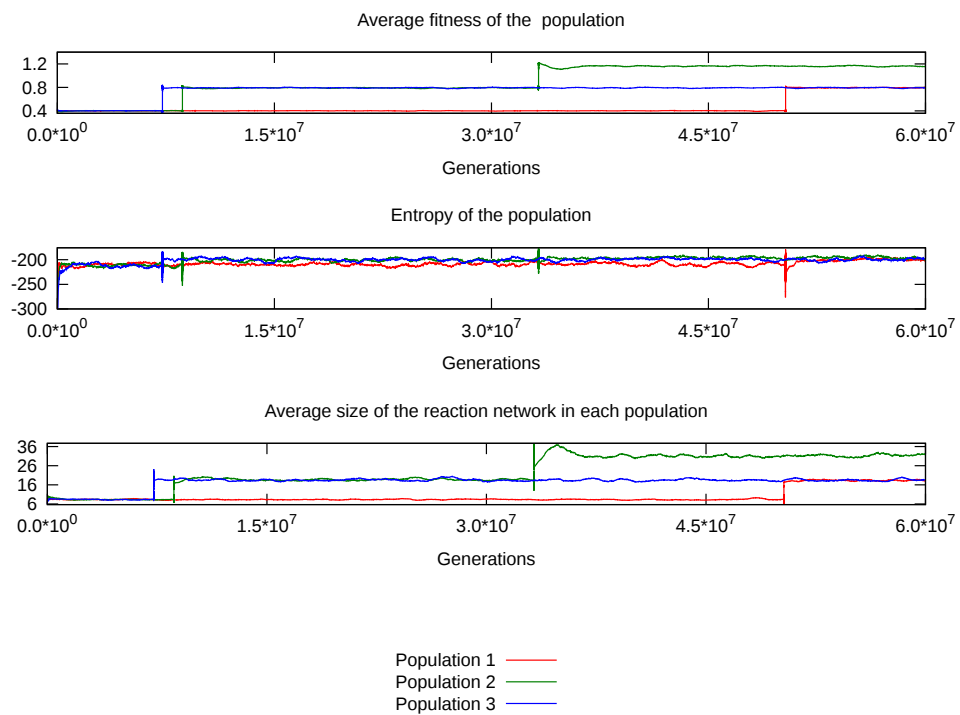 Average fitness of the  population
1.2
0.8
0.4
0.0*10^0 1.5*10^7 3.0*10^7 4.5*10^7 6.0*10^7
Generations
Entropy of the population
-200
-250
-300
0.0*10^0 1.5*10^7 3.0*10^7 4.5*10^7 6.0*10^7
Generations
Average size of the reaction network in each population
36
26
16
6
0.0*10^0 1.5*10^7 3.0*10^7 4.5*10^7 6.0*10^7
Generations
Population 1
Population 2
Population 3